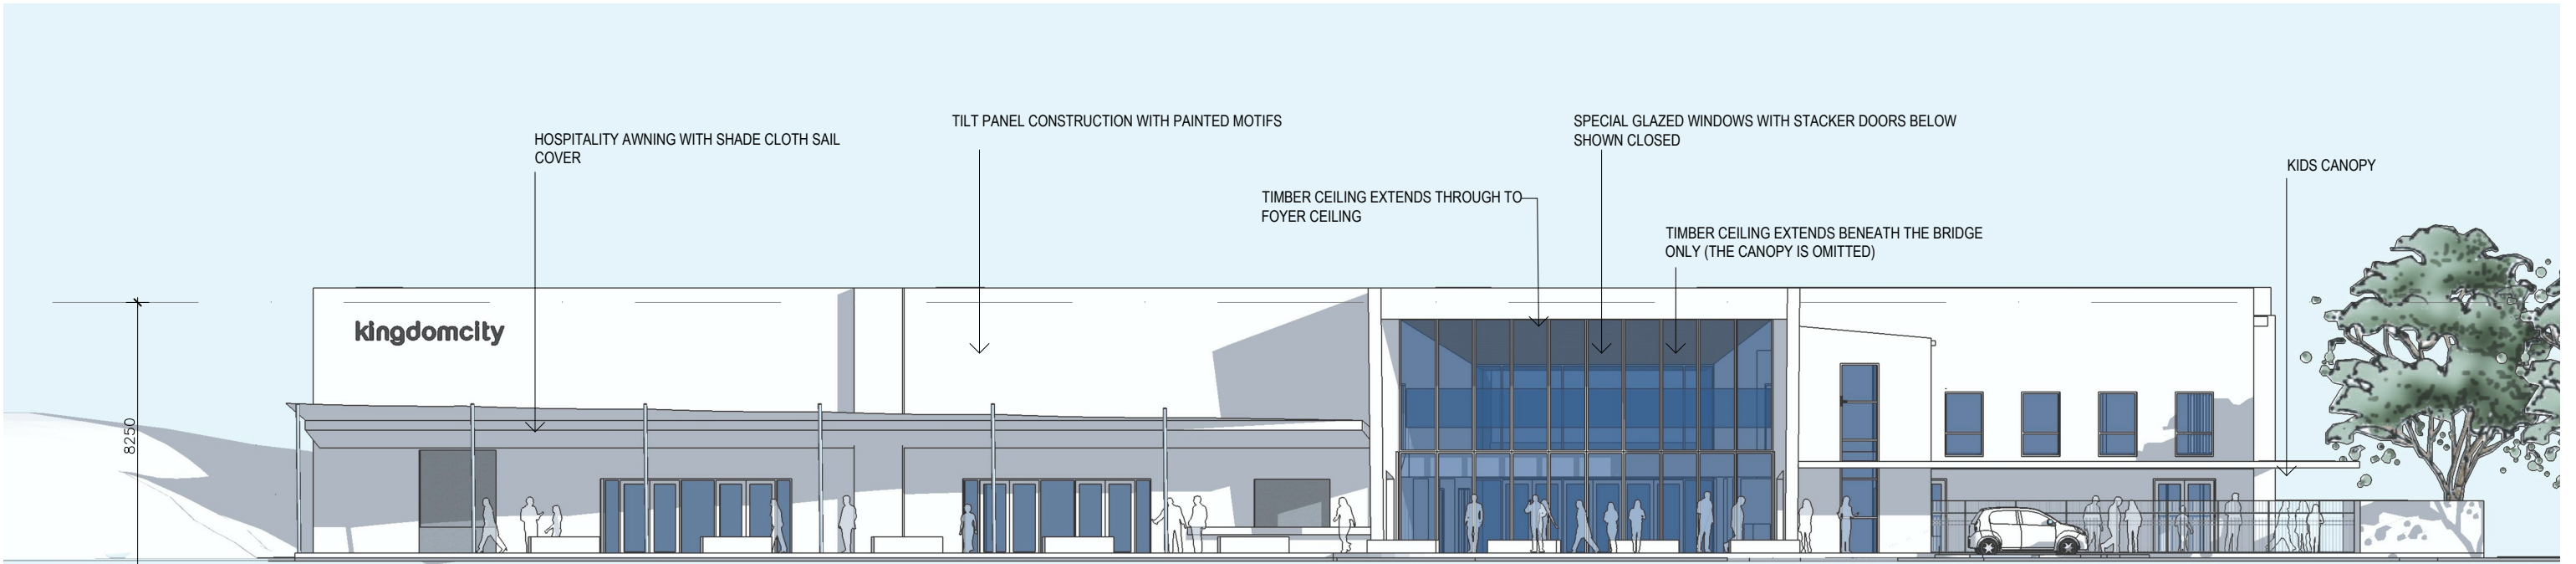 TILT PANEL CONSTRUCTION WITH PAINTED MOTIFS
SPECIAL GLAZED WINDOWS WITH STACKER DOORS BELOW
SHOWN CLOSED
HOSPITALITY AWNING WITH SHADE CLOTH SAIL
COVER
KIDS CANOPY
TIMBER CEILING EXTENDS THROUGH TO
FOYER CEILING
TIMBER CEILING EXTENDS BENEATH THE BRIDGE
ONLY (THE CANOPY IS OMITTED)
kingdomcity
8250